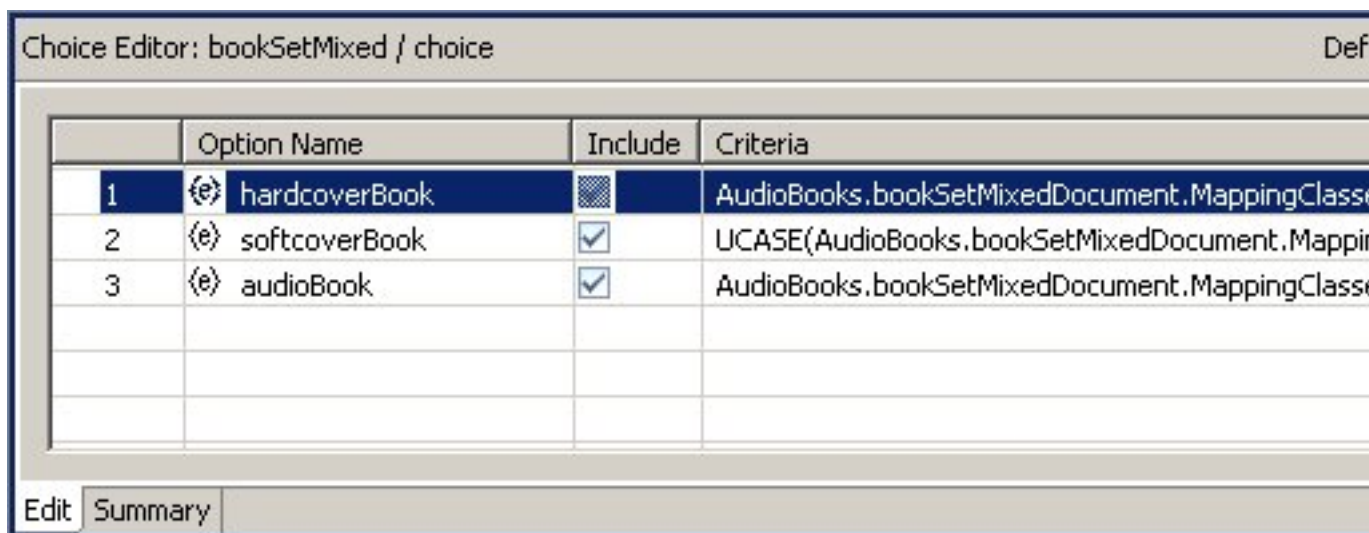 Choice Editor: bookSetMixed / choice Def
Option Name Include Criteria
1 (e) hardcoverBook AudioBooks.bookSetMixedDocument.MappingClasse
2 (e) softcoverBook UCASE(AudioBooks.bookSetMixedDocument.Mappin
3 (e) audioBook AudioBooks.bookSetMixedDocument.MappingClasse
Edit Summary